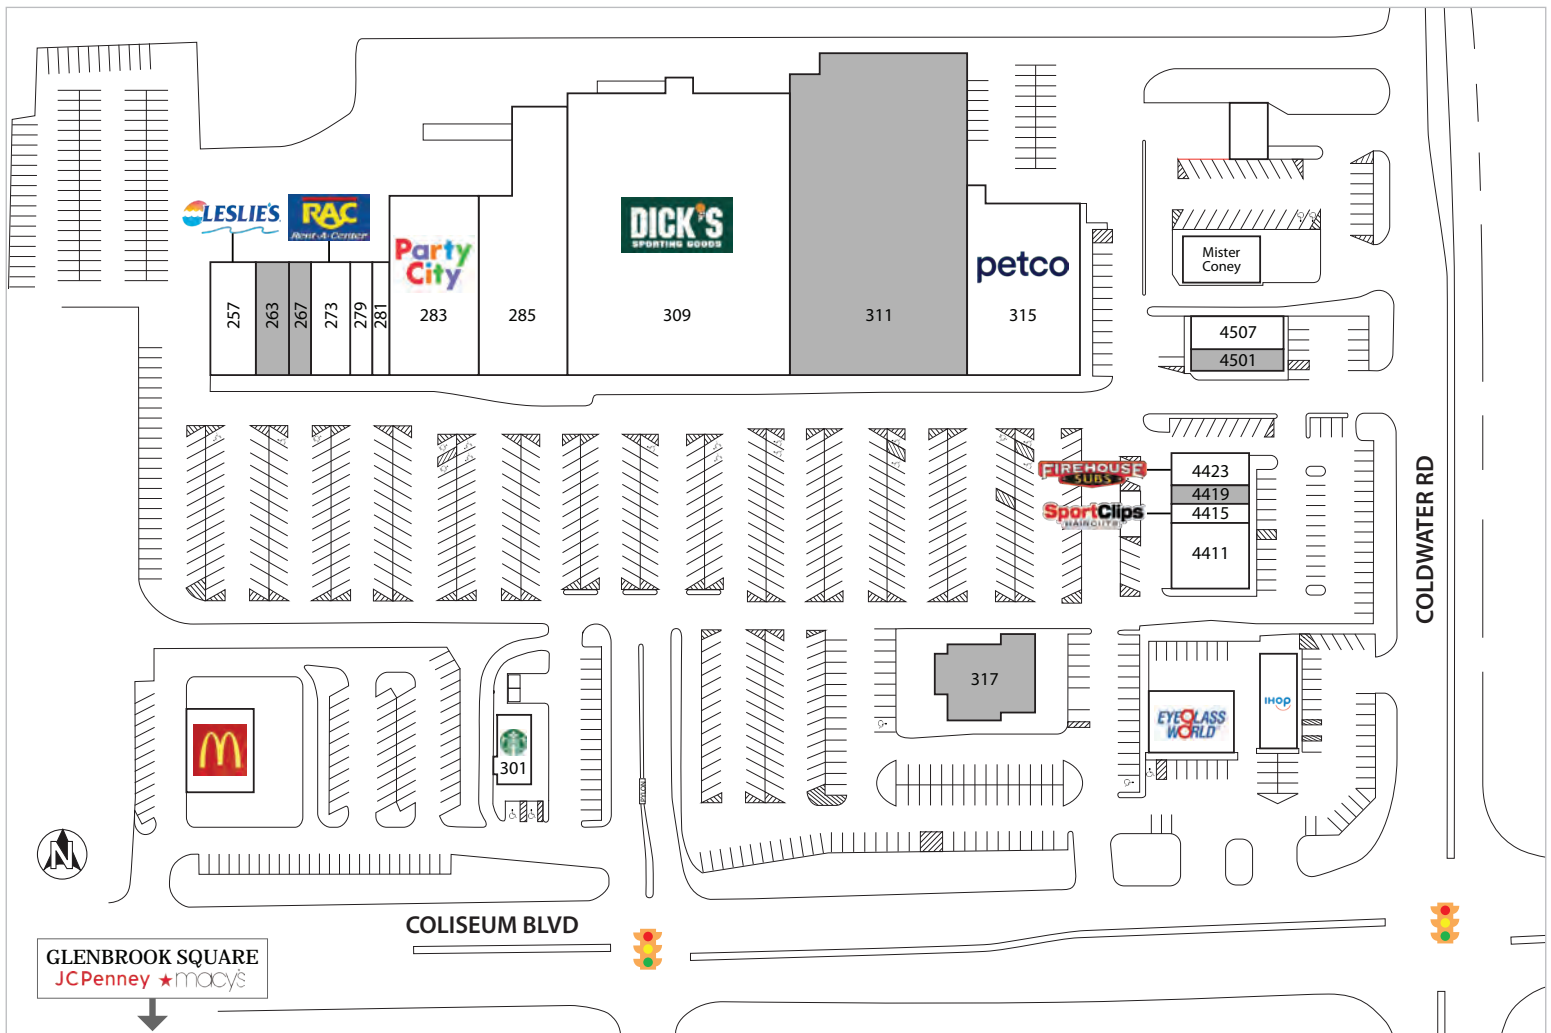 LESLIE'S
RAC
Rent-A-Center
Party
City
DICK'S
SPORTING GOODS
petco
257
263
267
273
279
281
283
285
309
311
315
Mister
Coney
4507
4501
FIREHOUSE
SUBS
4423
4419
SportClips
HAIRCUTS
4415
4411
COLDWATER RD
317
EYEGLASS
WORLD
IHOP
301
N
COLISEUM BLVD
GLENBROOK SQUARE
JCPenney macy's